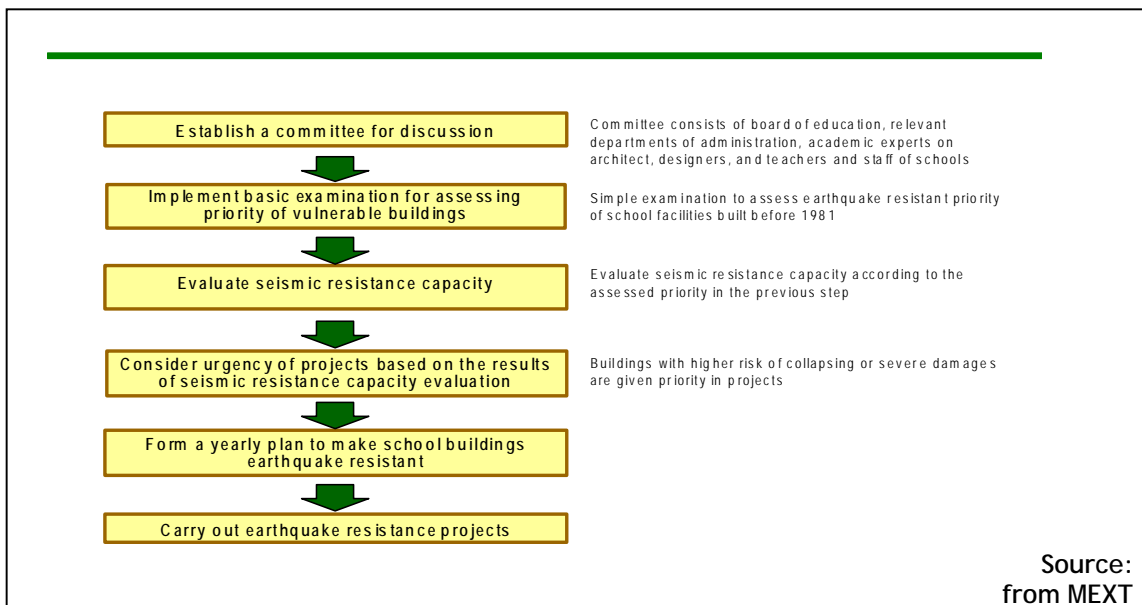 Establish a committee for discussion
Committee consists of board of education, relevant
departments of administration, academic experts on
architect, designers, and teachers and staff of schools
Implement basic examination for assessing
priority of vulnerable buildings
Simple examination to assess earthquake resistant priority
of school facilities built before 1981
Evaluate seismic resistance capacity
Evaluate seismic resistance capacity according to the
assessed priority in the previous step
Consider urgency of projects based on the results
of seismic resistance capacity evaluation
Buildings with higher risk of collapsing or severe damages
are given priority in projects
Form a yearly plan to make school buildings
earthquake resistant
Carry out earthquake resistance projects
Source:
from MEXT